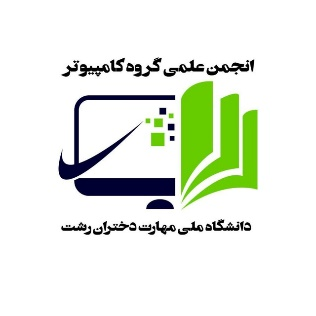 انجمن علمی گروه کامپیوتر
دانشگاه ملی مهارت دختران رشت